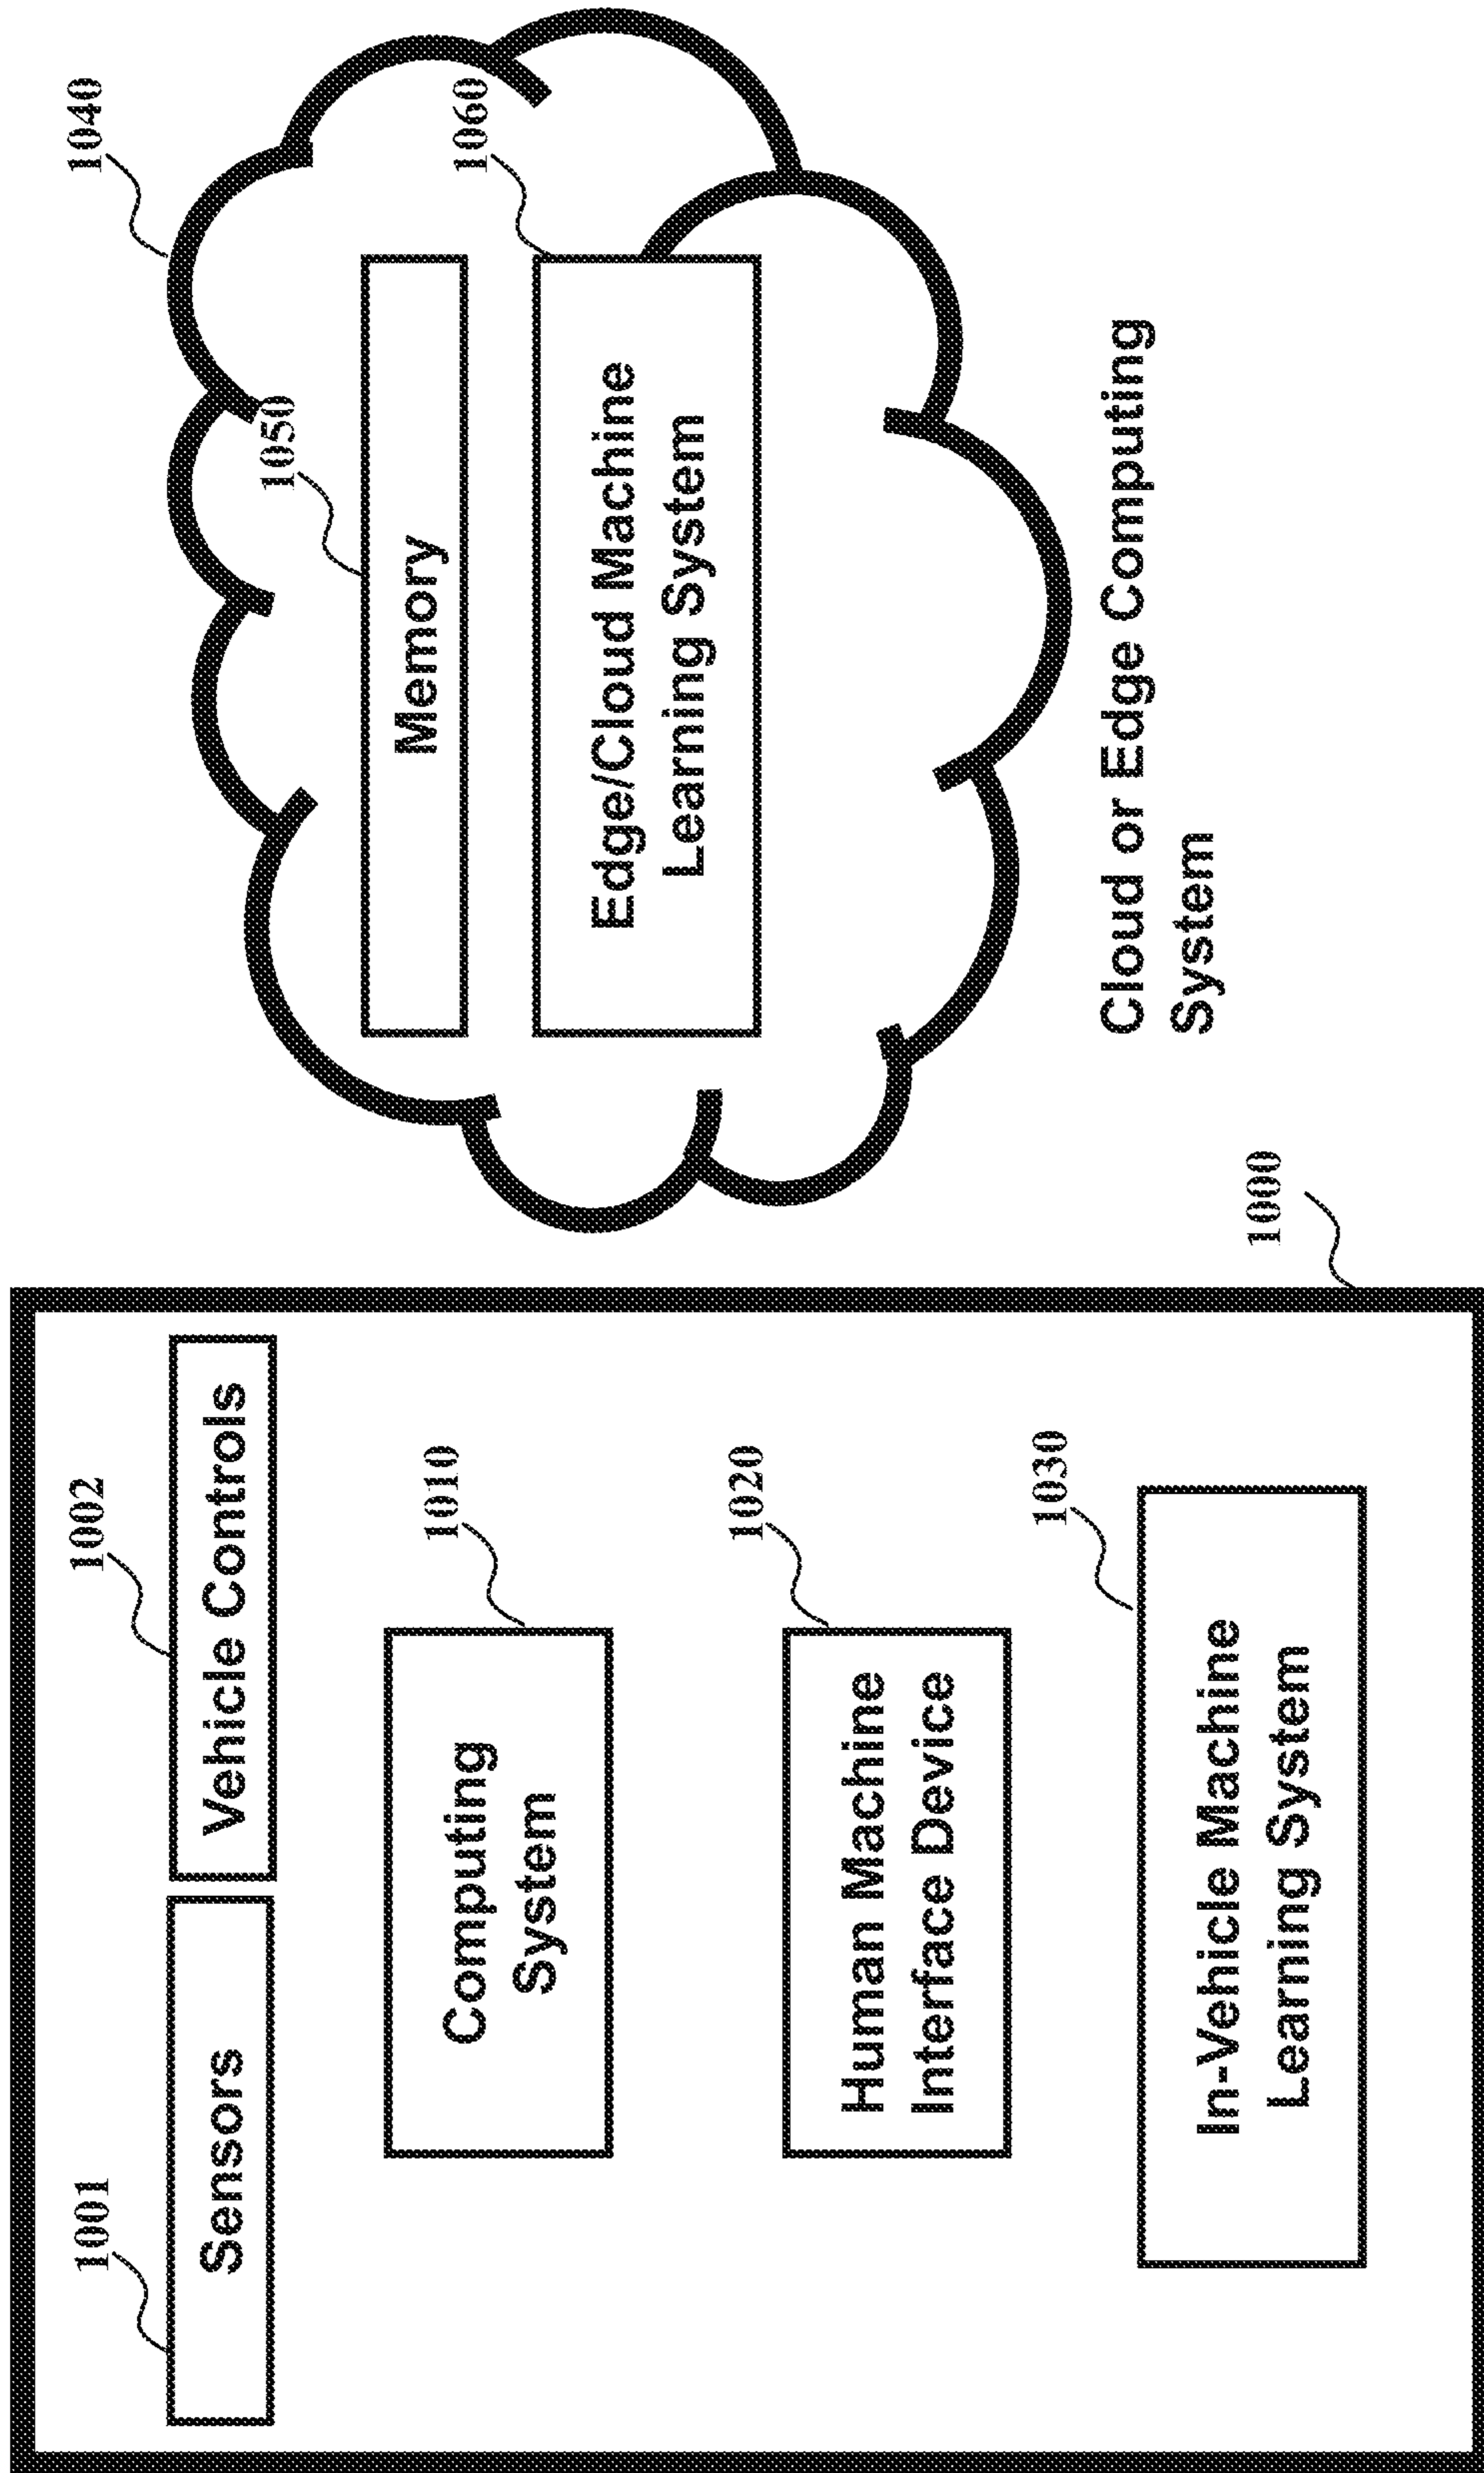 1001
Sensors
1002
Vehicle Controls
1010
Computing
System
1020
Human Machine
Interface Device
1030
In-Vehicle Machine
Learning System
1000
1040
1050
Memory
1060
Edge/Cloud Machine
Learning System
Cloud or Edge Computing
System